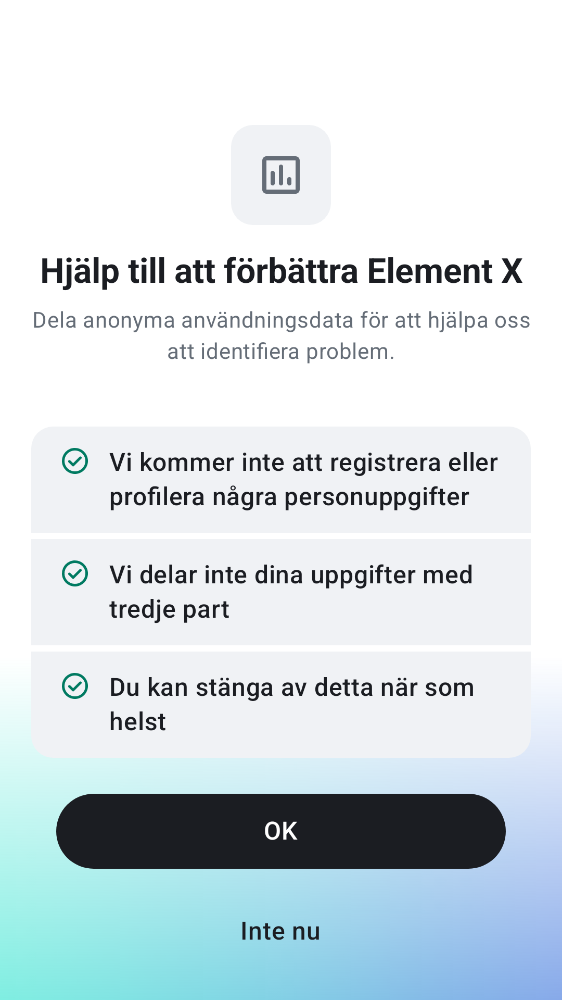 Hjälp till att förbättra Element X
Dela anonyma användningsdata för att hjälpa oss
att identifiera problem.
Vi kommer inte att registrera eller
profilera några personuppgifter
Vi delar inte dina uppgifter med
tredje part
Du kan stänga av detta när som
helst
OK
Inte nu